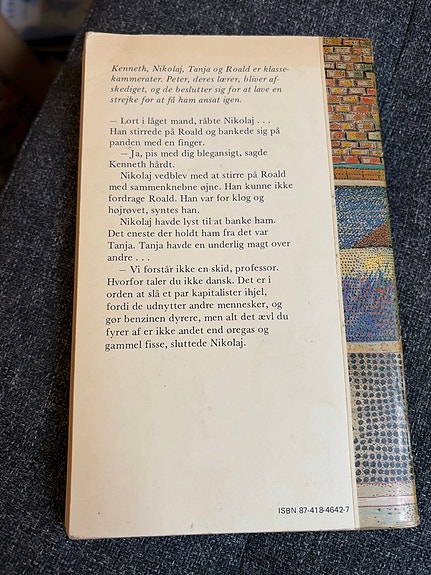 Kenneth, Nikolaj, Tanja og Roald er klasse-
kammerater. Peter, deres lærer, bliver af-
skediget, og de beslutter sig for at lave en
strejke for at få ham ansat igen.
– Lort i låget mand, råbte Nikolaj . . .
Han stirrede på Roald og bankede sig på
panden med en finger.
– Ja, pis med dig blegansigt, sagde
Kenneth hårdt.
Nikolaj vedblev med at stirre på Roald
med sammenknebne øjne. Han kunne ikke
fordrage Roald. Han var for klog og
højrøvet, syntes han.
Nikolaj havde lyst til at banke ham.
Det eneste der holdt ham fra det var
Tanja. Tanja havde en underlig magt over
andre . . .
– Vi forstår ikke en skid, professor.
Hvorfor taler du ikke dansk. Det er i
orden at slå et par kapitalister ihjel,
fordi de udnytter andre mennesker, og
gør benzinen dyrere, men alt det ævl du
fyrer af er ikke andet end øregas og
gammel fisse, sluttede Nikolaj.
ISBN 87-418-4642-7